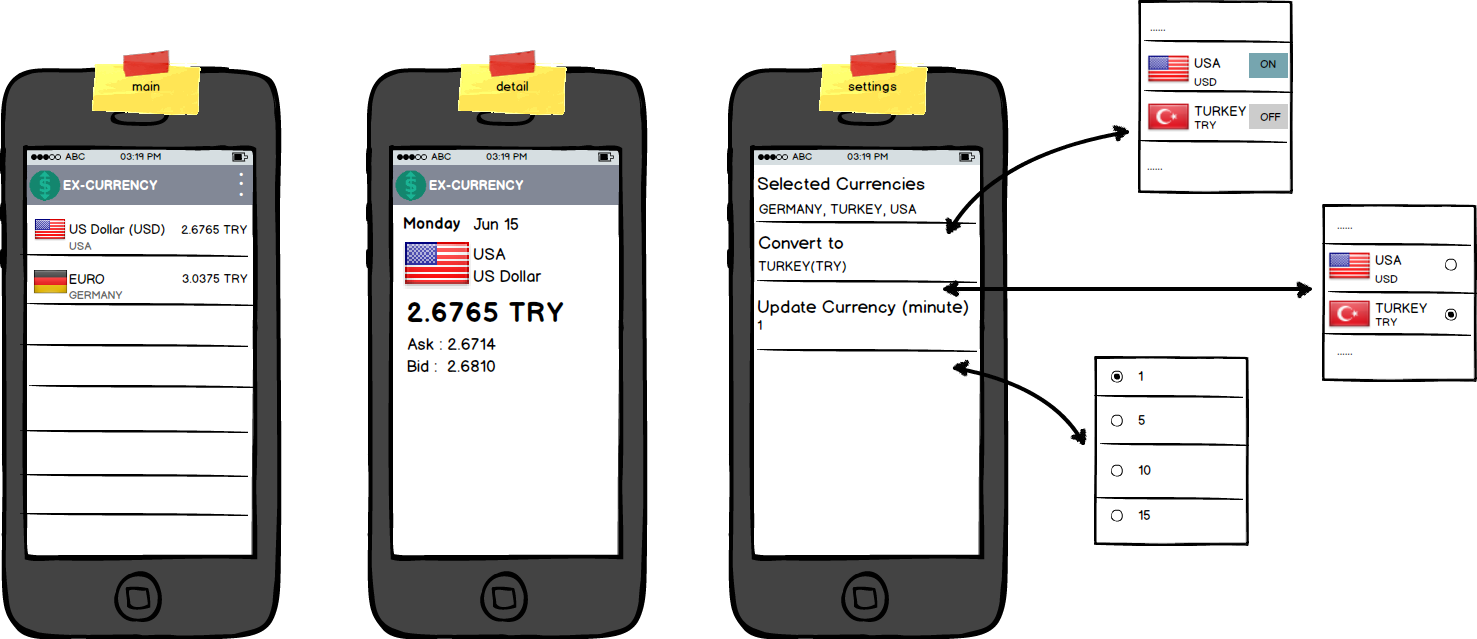 main
ABC 03:19 PM
EX-CURRENCY
US Dollar (USD) 2.6765 TRY
USA
EURO 3.0375 TRY
GERMANY
detail
ABC 03:19 PM
EX-CURRENCY
Monday Jun 15
USA
US Dollar
2.6765 TRY
Ask : 2.6714
Bid : 2.6810
settings
ABC 03:19 PM
Selected Currencies
GERMANY, TURKEY, USA
Convert to
TURKEY(TRY)
Update Currency (minute)
1
......
USA ON
USD
TURKEY OFF
TRY
......
......
USA
USD
TURKEY
TRY
......
1
5
10
15